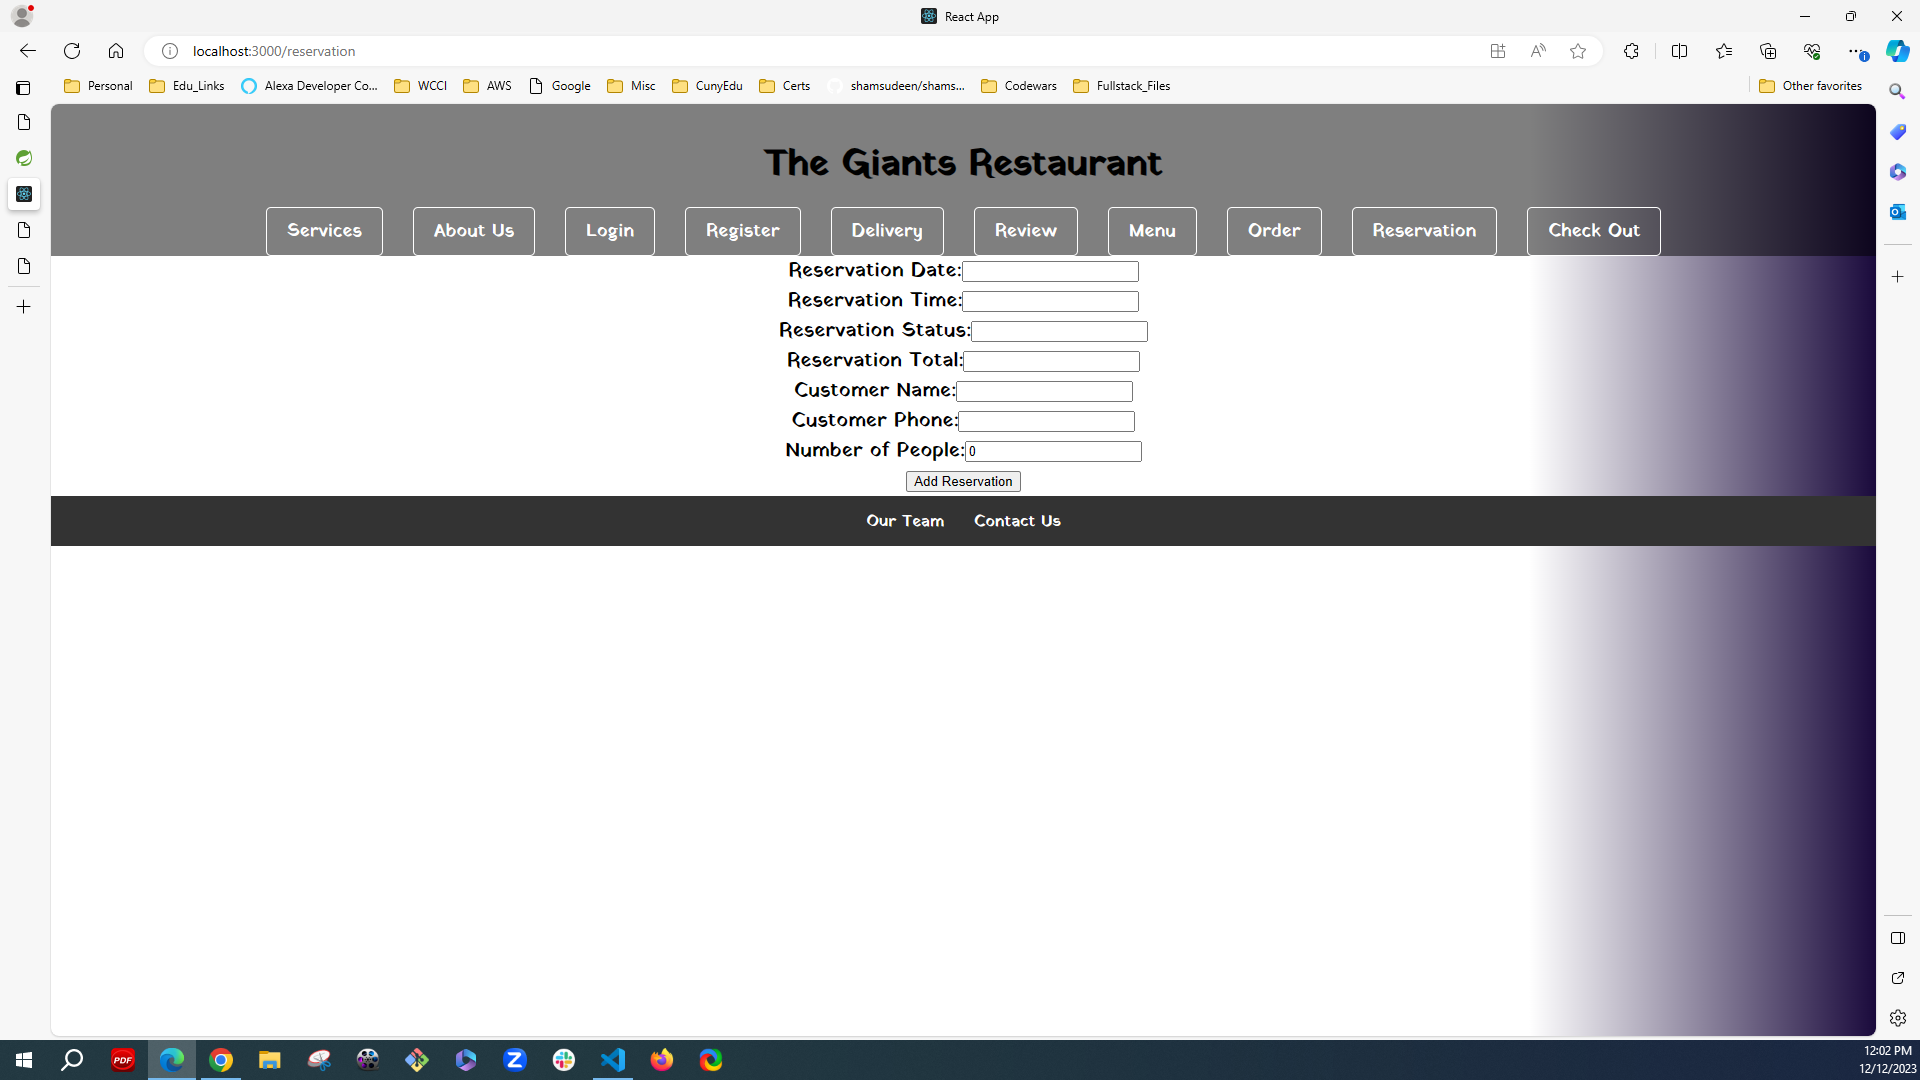 React App
localhost:3000/reservation
Personal Edu_Links Alexa Developer Co... WCCI AWS Google Misc CunyEdu Certs shamsudeen/shams... Codewars Fullstack_Files Other favorites
The Giants Restaurant
Services About Us Login Register Delivery Review Menu Order Reservation Check Out
Reservation Date:
Reservation Time:
Reservation Status:
Reservation Total:
Customer Name:
Customer Phone:
Number of People: 0
Add Reservation
Our Team Contact Us
PDF
12:02 PM
12/12/2023